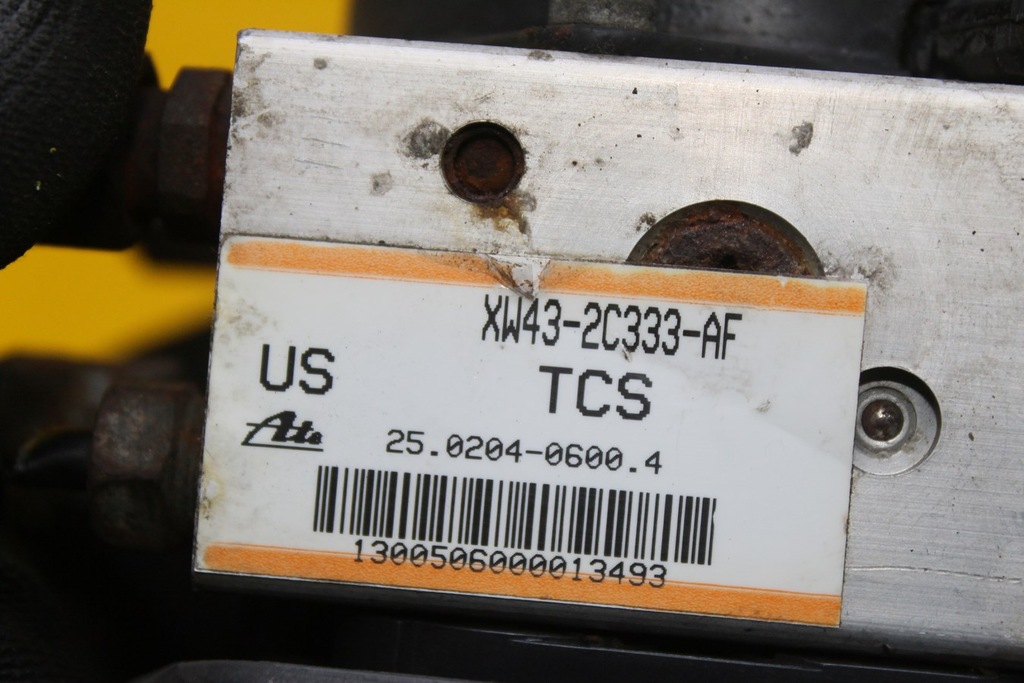 XW43-2C333-AF
US TCS
Ate 25.0204-0600.4
1300506000013493